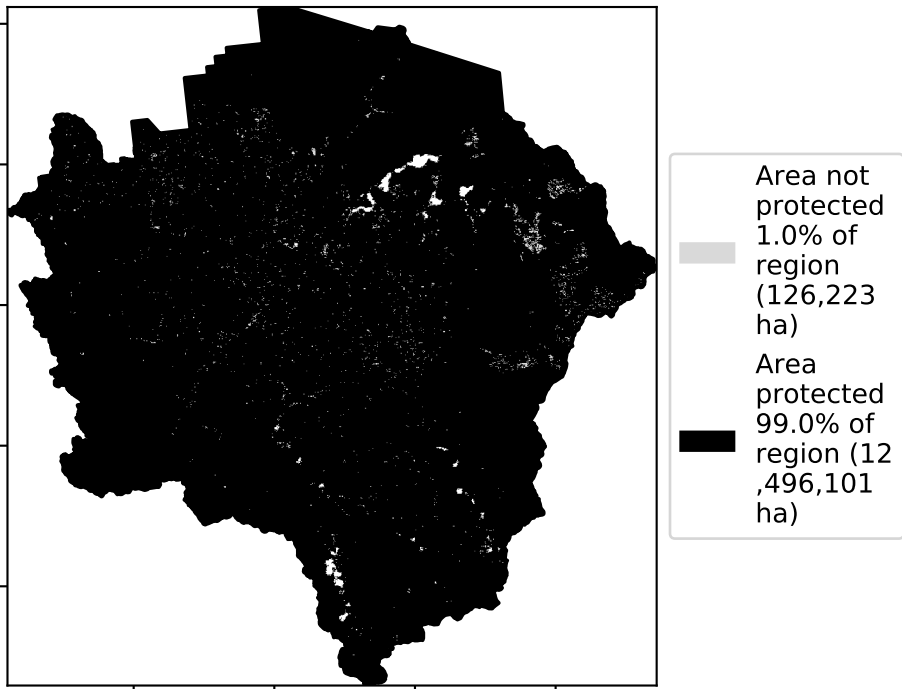 Area not
protected
1.0% of
region
(126,223
ha)
Area
protected
99.0% of
region (12
,496,101
ha)